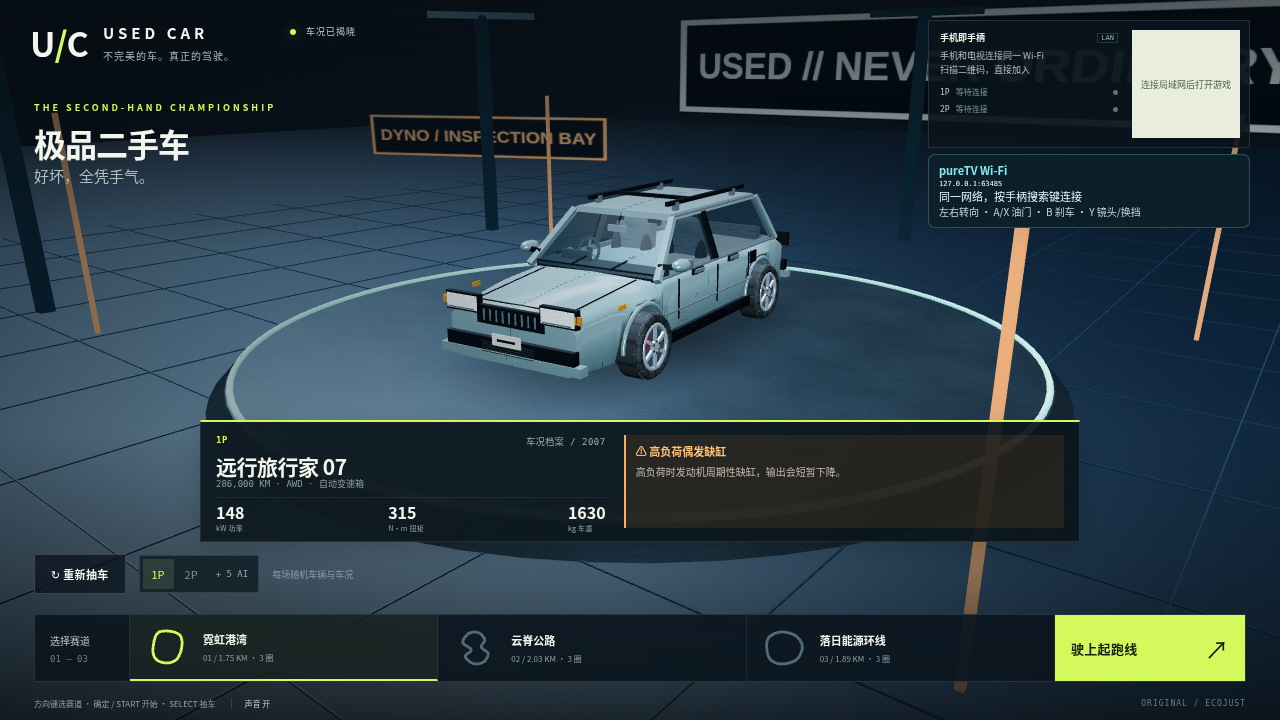 U/C USED CAR
不完美的车。真正的驾驶。
车况已揭晓
THE SECOND-HAND CHAMPIONSHIP
极品二手车
好坏，全凭手气。
USED // NEVER ORDINARY
DYNO / INSPECTION BAY
手机即手柄 LAN
手机和电视连接同一 Wi-Fi
扫描二维码，直接加入
1P 等待连接
2P 等待连接
连接局域网后打开游戏
pureTV Wi-Fi
127.0.0.1:63485
同一网络，按手柄搜索键连接
左右转向 · A/X 油门 · B 刹车 · Y 镜头/换挡
1P
车况档案 / 2007
远行旅行家 07
286,000 KM · AWD · 自动变速箱
148
kW 功率
315
N·m 扭矩
1630
kg 车重
⚠ 高负荷偶发缺缸
高负荷时发动机周期性缺缸，输出会短暂下降。
↻ 重新抽车
1P 2P + 5 AI
每场随机车辆与车况
选择赛道
01 — 03
霓虹港湾
01 / 1.75 KM · 3 圈
云脊公路
02 / 2.03 KM · 3 圈
落日能源环线
03 / 1.89 KM · 3 圈
驶上起跑线 ↗
方向键选赛道 · 确定 / START 开始 · SELECT 抽车
声音 开
ORIGINAL / ECOJUST